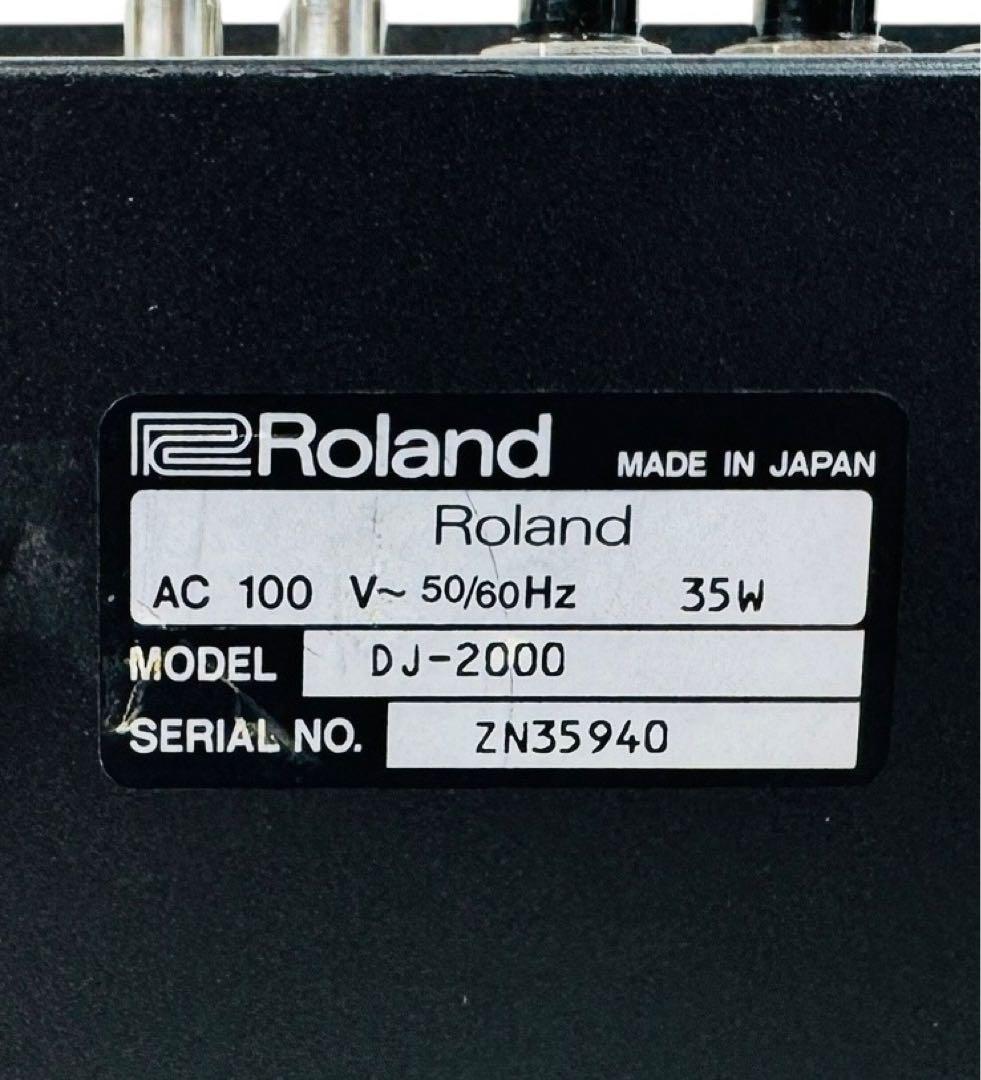 Roland MADE IN JAPAN
Roland
AC 100 V~ 50/60Hz 35W
MODEL DJ-2000
SERIAL NO. ZN35940